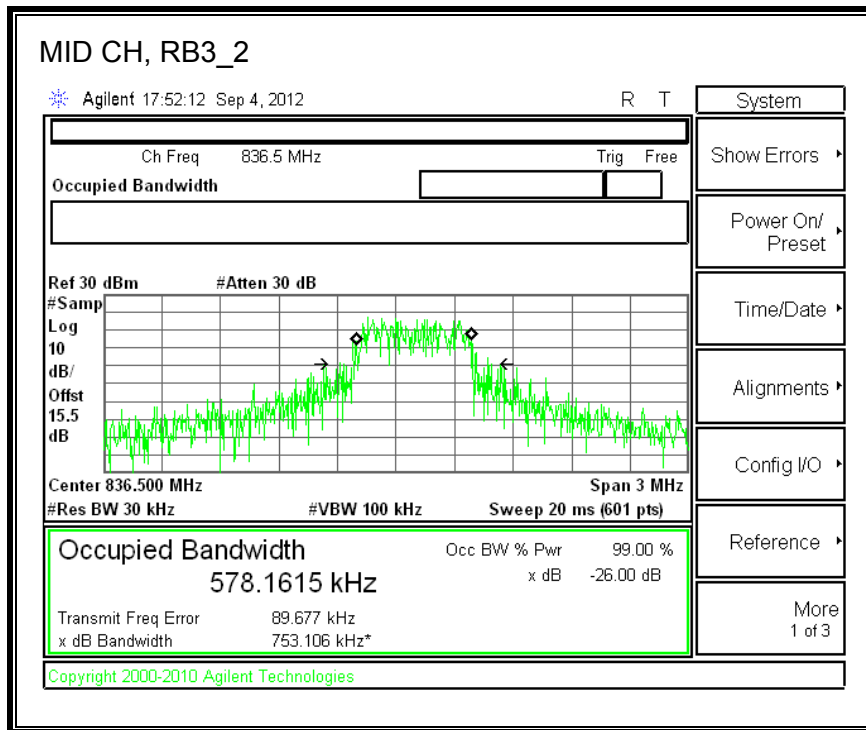 MID CH, RB3_2
Agilent 17:52:12 Sep 4, 2012 R T
System
Ch Freq 836.5 MHz Trig Free
Show Errors
Occupied Bandwidth
Power On/
Preset
Ref 30 dBm #Atten 30 dB
#Samp
Log
10
dB/
Offst
15.5
dB
Time/Date
Alignments
Center 836.500 MHz Span 3 MHz
#Res BW 30 kHz #VBW 100 kHz Sweep 20 ms (601 pts)
Config I/O
Occupied Bandwidth Occ BW % Pwr 99.00 %
578.1615 kHz x dB -26.00 dB
Reference
Transmit Freq Error 89.677 kHz
x dB Bandwidth 753.106 kHz*
More
1 of 3
Copyright 2000-2010 Agilent Technologies